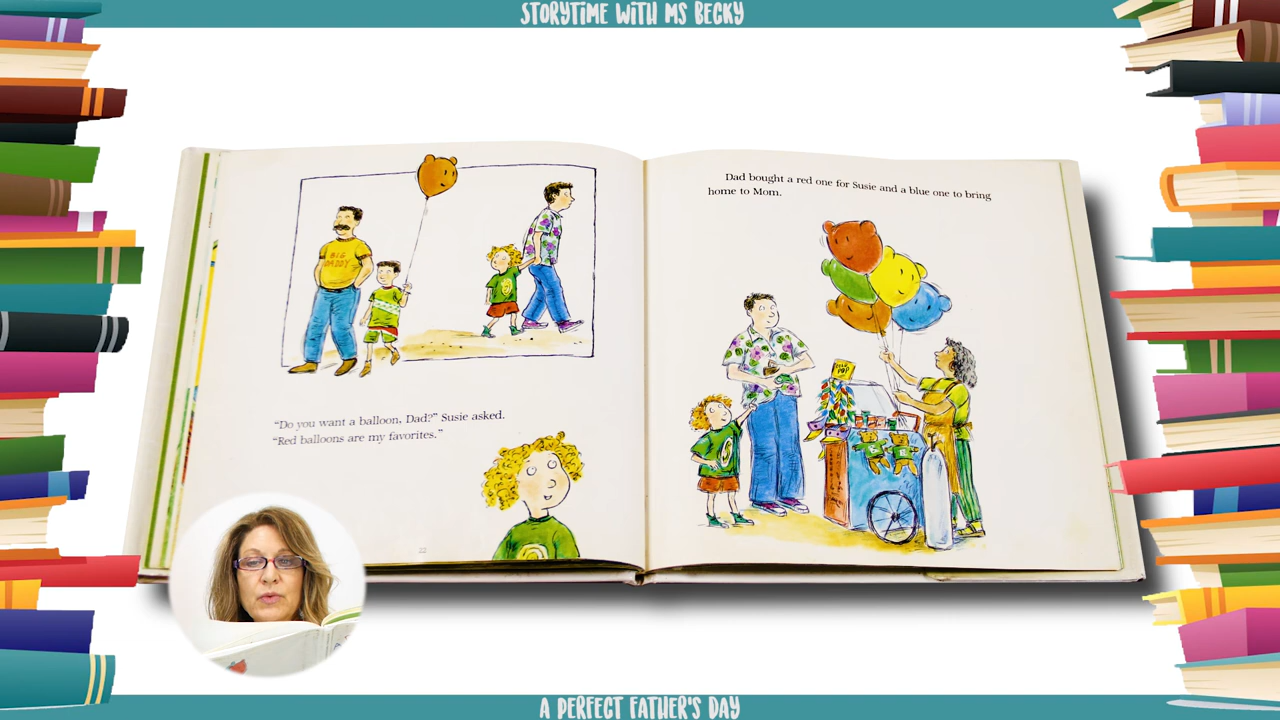 STORYTIME WITH MS BECKY
BIG
DADDY
"Do you want a balloon, Dad?" Susie asked.
"Red balloons are my favorites."
Dad bought a red one for Susie and a blue one to bring
home to Mom.
A PERFECT FATHER'S DAY